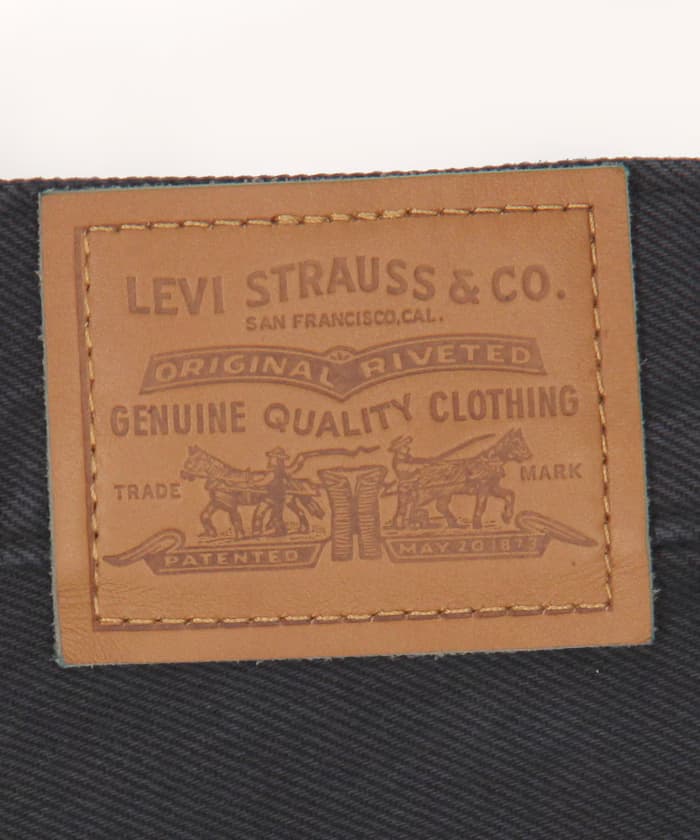 LEVI STRAUSS & CO.
SAN FRANCISCO, CAL.
ORIGINAL RIVETED
GENUINE QUALITY CLOTHING
TRADE MARK
PATENTED MAY 20 1873